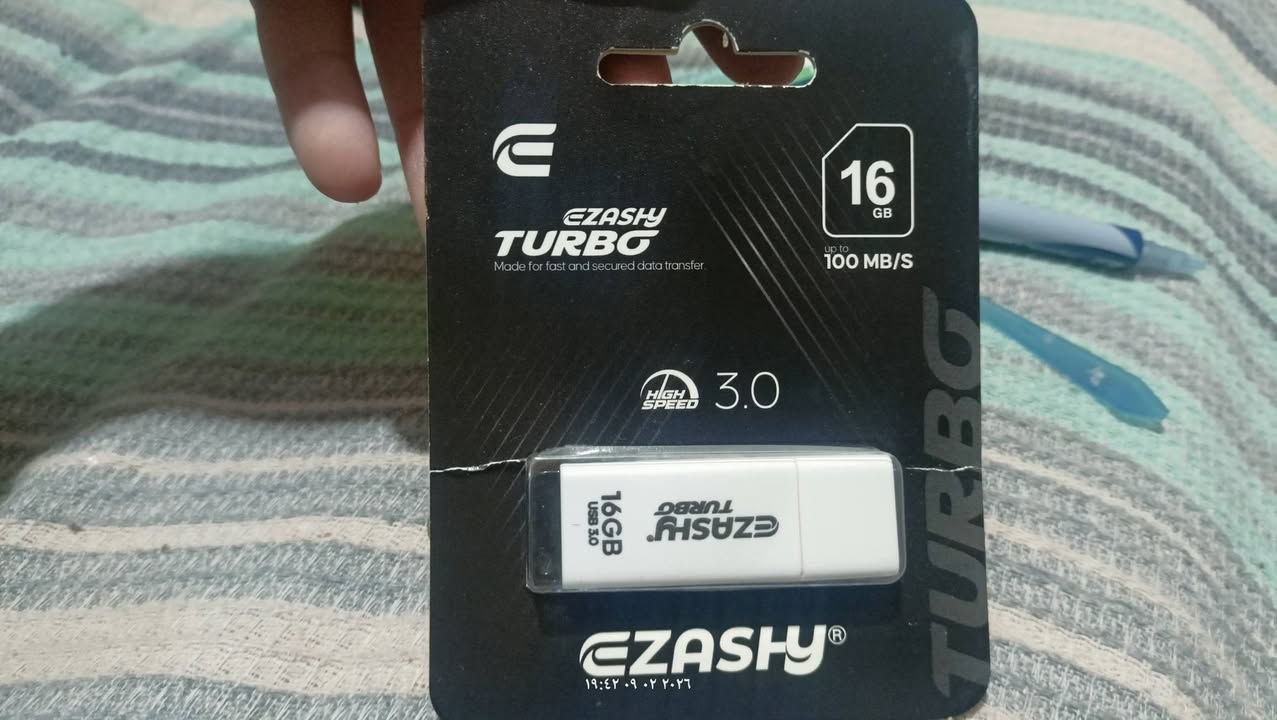 16
GB
EZASHY
TURBO
Made for fast and secured data transfer.
up to
100 MB/S
HIGH
SPEED
3.0
TURBO
16GB
USB 3.0
EZASHY®
TURBO
EZASHY®
١٩:٤٢ ٠٩ ٠٢ ٢٠٢٦